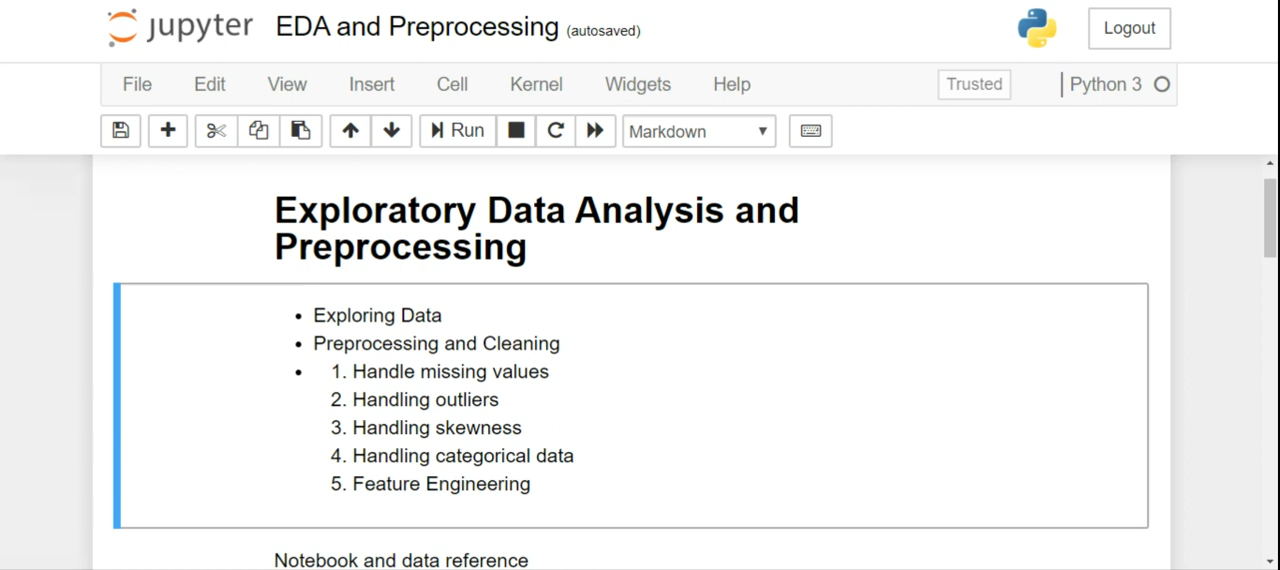 jupyter EDA and Preprocessing (autosaved) Logout
File Edit View Insert Cell Kernel Widgets Help Trusted Python 3
Run Markdown
Exploratory Data Analysis and
Preprocessing
• Exploring Data
• Preprocessing and Cleaning
• 1. Handle missing values
2. Handling outliers
3. Handling skewness
4. Handling categorical data
5. Feature Engineering
Notebook and data reference